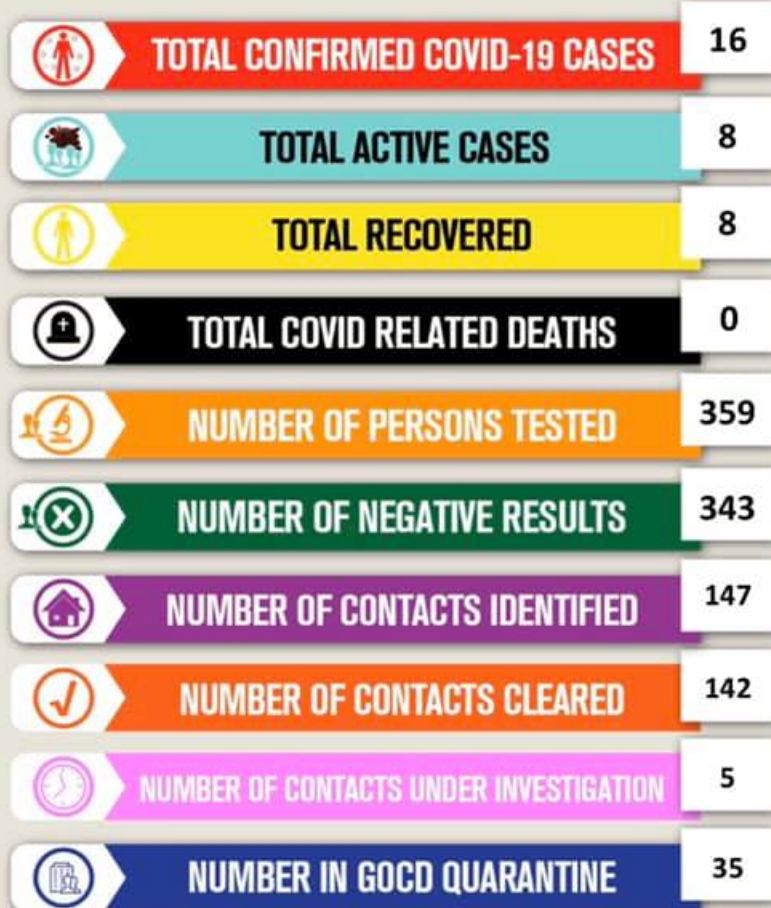 TOTAL CONFIRMED COVID-19 CASES 16
TOTAL ACTIVE CASES 8
TOTAL RECOVERED 8
TOTAL COVID RELATED DEATHS 0
NUMBER OF PERSONS TESTED 359
NUMBER OF NEGATIVE RESULTS 343
NUMBER OF CONTACTS IDENTIFIED 147
NUMBER OF CONTACTS CLEARED 142
NUMBER OF CONTACTS UNDER INVESTIGATION 5
NUMBER IN GOCD QUARANTINE 35